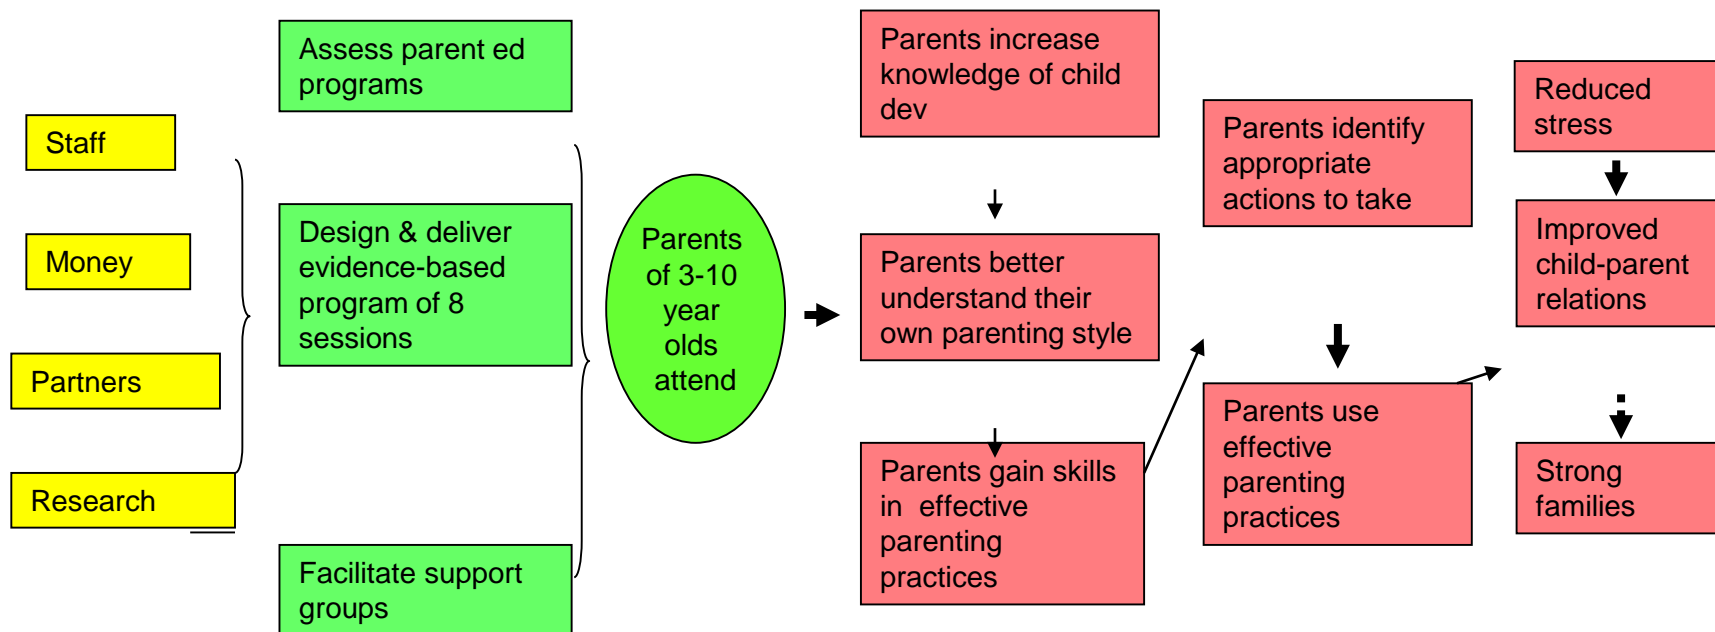 Staff
Money
Partners
Research
Assess parent ed
programs
Design & deliver
evidence-based
program of 8
sessions
Facilitate support
groups
Parents
of 3-10
year
olds
attend
Parents increase
knowledge of child
dev
Parents better
understand their
own parenting style
Parents gain skills
in effective
parenting
practices
Parents identify
appropriate
actions to take
Parents use
effective
parenting
practices
Reduced
stress
Improved
child-parent
relations
Strong
families